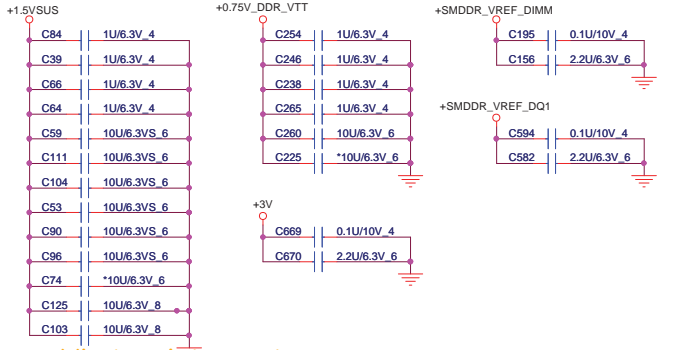 +1.5VSUS
C84 1U/6.3V_4
C39 1U/6.3V_4
C66 1U/6.3V_4
C64 1U/6.3V_4
C59 10U/6.3VS_6
C111 10U/6.3VS_6
C104 10U/6.3VS_6
C53 10U/6.3VS_6
C90 10U/6.3VS_6
C96 10U/6.3VS_6
C74 *10U/6.3V_6
C125 10U/6.3V_8
C103 10U/6.3V_8
+0.75V_DDR_VTT
C254 1U/6.3V_4
C246 1U/6.3V_4
C238 1U/6.3V_4
C265 1U/6.3V_4
C260 10U/6.3V_6
C225 *10U/6.3V_6
+3V
C669 0.1U/10V_4
C670 2.2U/6.3V_6
+SMDDR_VREF_DIMM
C195 0.1U/10V_4
C156 2.2U/6.3V_6
+SMDDR_VREF_DQ1
C594 0.1U/10V_4
C582 2.2U/6.3V_6